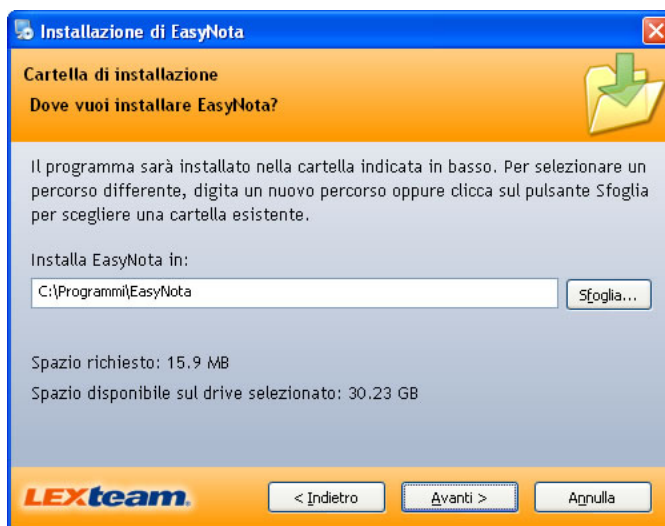 Installazione di EasyNota
Cartella di installazione
Dove vuoi installare EasyNota?
Il programma sarà installato nella cartella indicata in basso. Per selezionare un
percorso differente, digita un nuovo percorso oppure clicca sul pulsante Sfoglia
per scegliere una cartella esistente.
Installa EasyNota in:
C:\Programmi\EasyNota
Sfoglia...
Spazio richiesto: 15.9 MB
Spazio disponibile sul drive selezionato: 30.23 GB
LEXteam.
< Indietro
Avanti >
Annulla